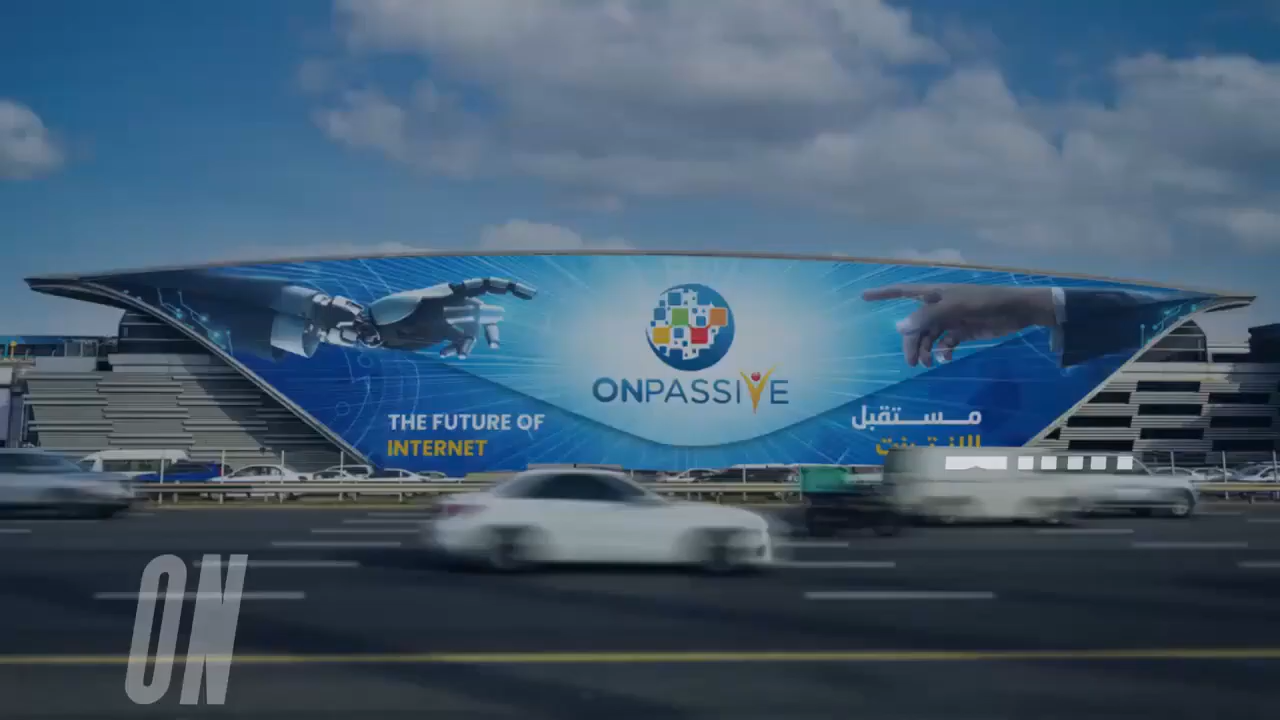 ONPASSIVE
THE FUTURE OF
INTERNET
مستقبل
ON